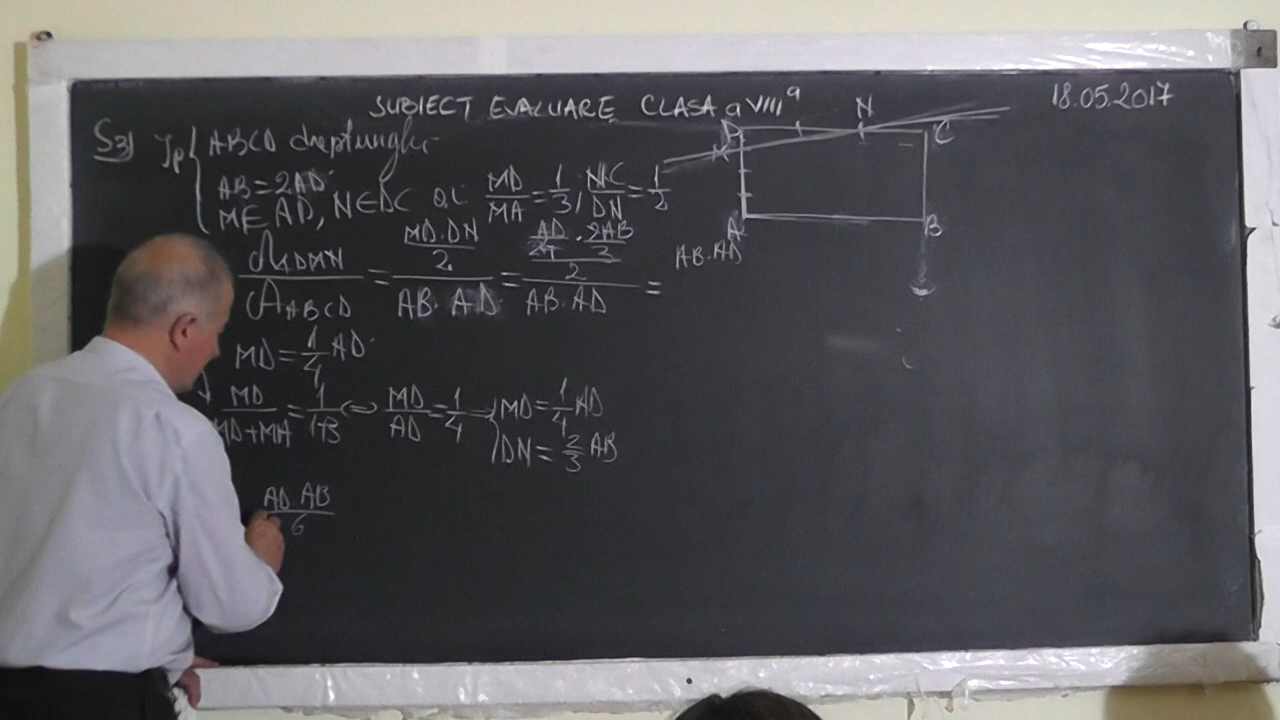 SUBIECT EVALUARE CLASA a VIII a
18.05.2017
S3) Jp { ABCD dreptunghi
AB = 2AD
M∈AD, N∈DC a.î. MD/MA = 1/3, NC/DN = 1/2
A△DMN / AABCD = (MD·DN/2) / (AB·AD) = (AD/4 · 2AB/3 / 2) / (AB·AD) =
AB·AD
MD = 1/4 AD
MD/(MD+MA) = 1/(1+3) ⇔ MD/AD = 1/4 ⇒ { MD = 1/4 AD
DN = 2/3 AB
AD AB/6
D N C
A B